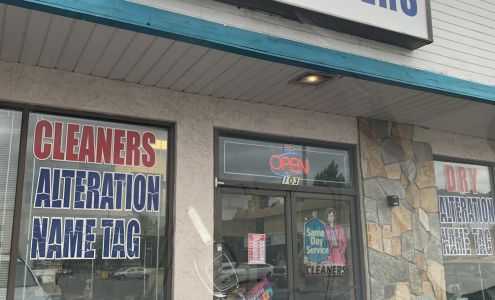 CLEANERS
ALTERATION
NAME TAG
OPEN
103
Same
Day
Service
CLEANERS
DRY
ALTERATION
NAME TAG